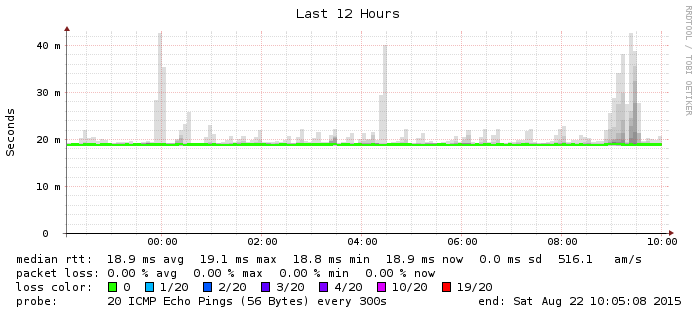 Last 12 Hours
RRDTOOL / TOBI OETIKER
Seconds
40 m
30 m
20 m
10 m
0
00:00 02:00 04:00 06:00 08:00 10:00
median rtt: 18.9 ms avg 19.1 ms max 18.8 ms min 18.9 ms now 0.0 ms sd 516.1 am/s
packet loss: 0.00 % avg 0.00 % max 0.00 % min 0.00 % now
loss color: 0 1/20 2/20 3/20 4/20 10/20 19/20
probe: 20 ICMP Echo Pings (56 Bytes) every 300s end: Sat Aug 22 10:05:08 2015